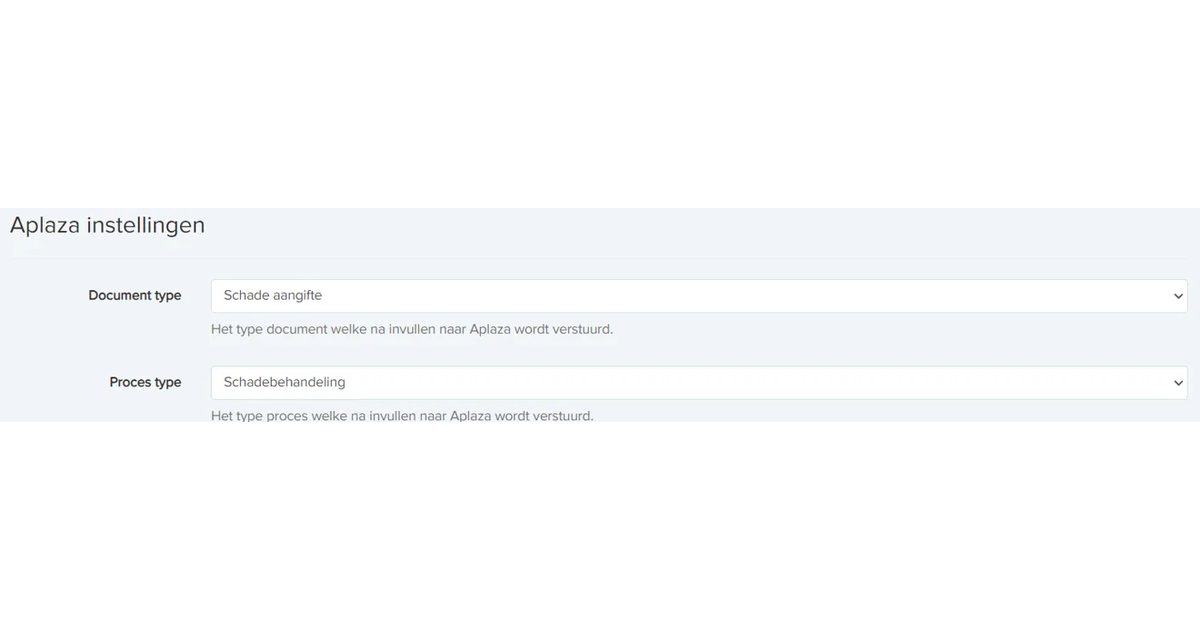 Aplaza instellingen
Document type
Schade aangifte
Het type document welke na invullen naar Aplaza wordt verstuurd.
Proces type
Schadebehandeling
Het type proces welke na invullen naar Aplaza wordt verstuurd.